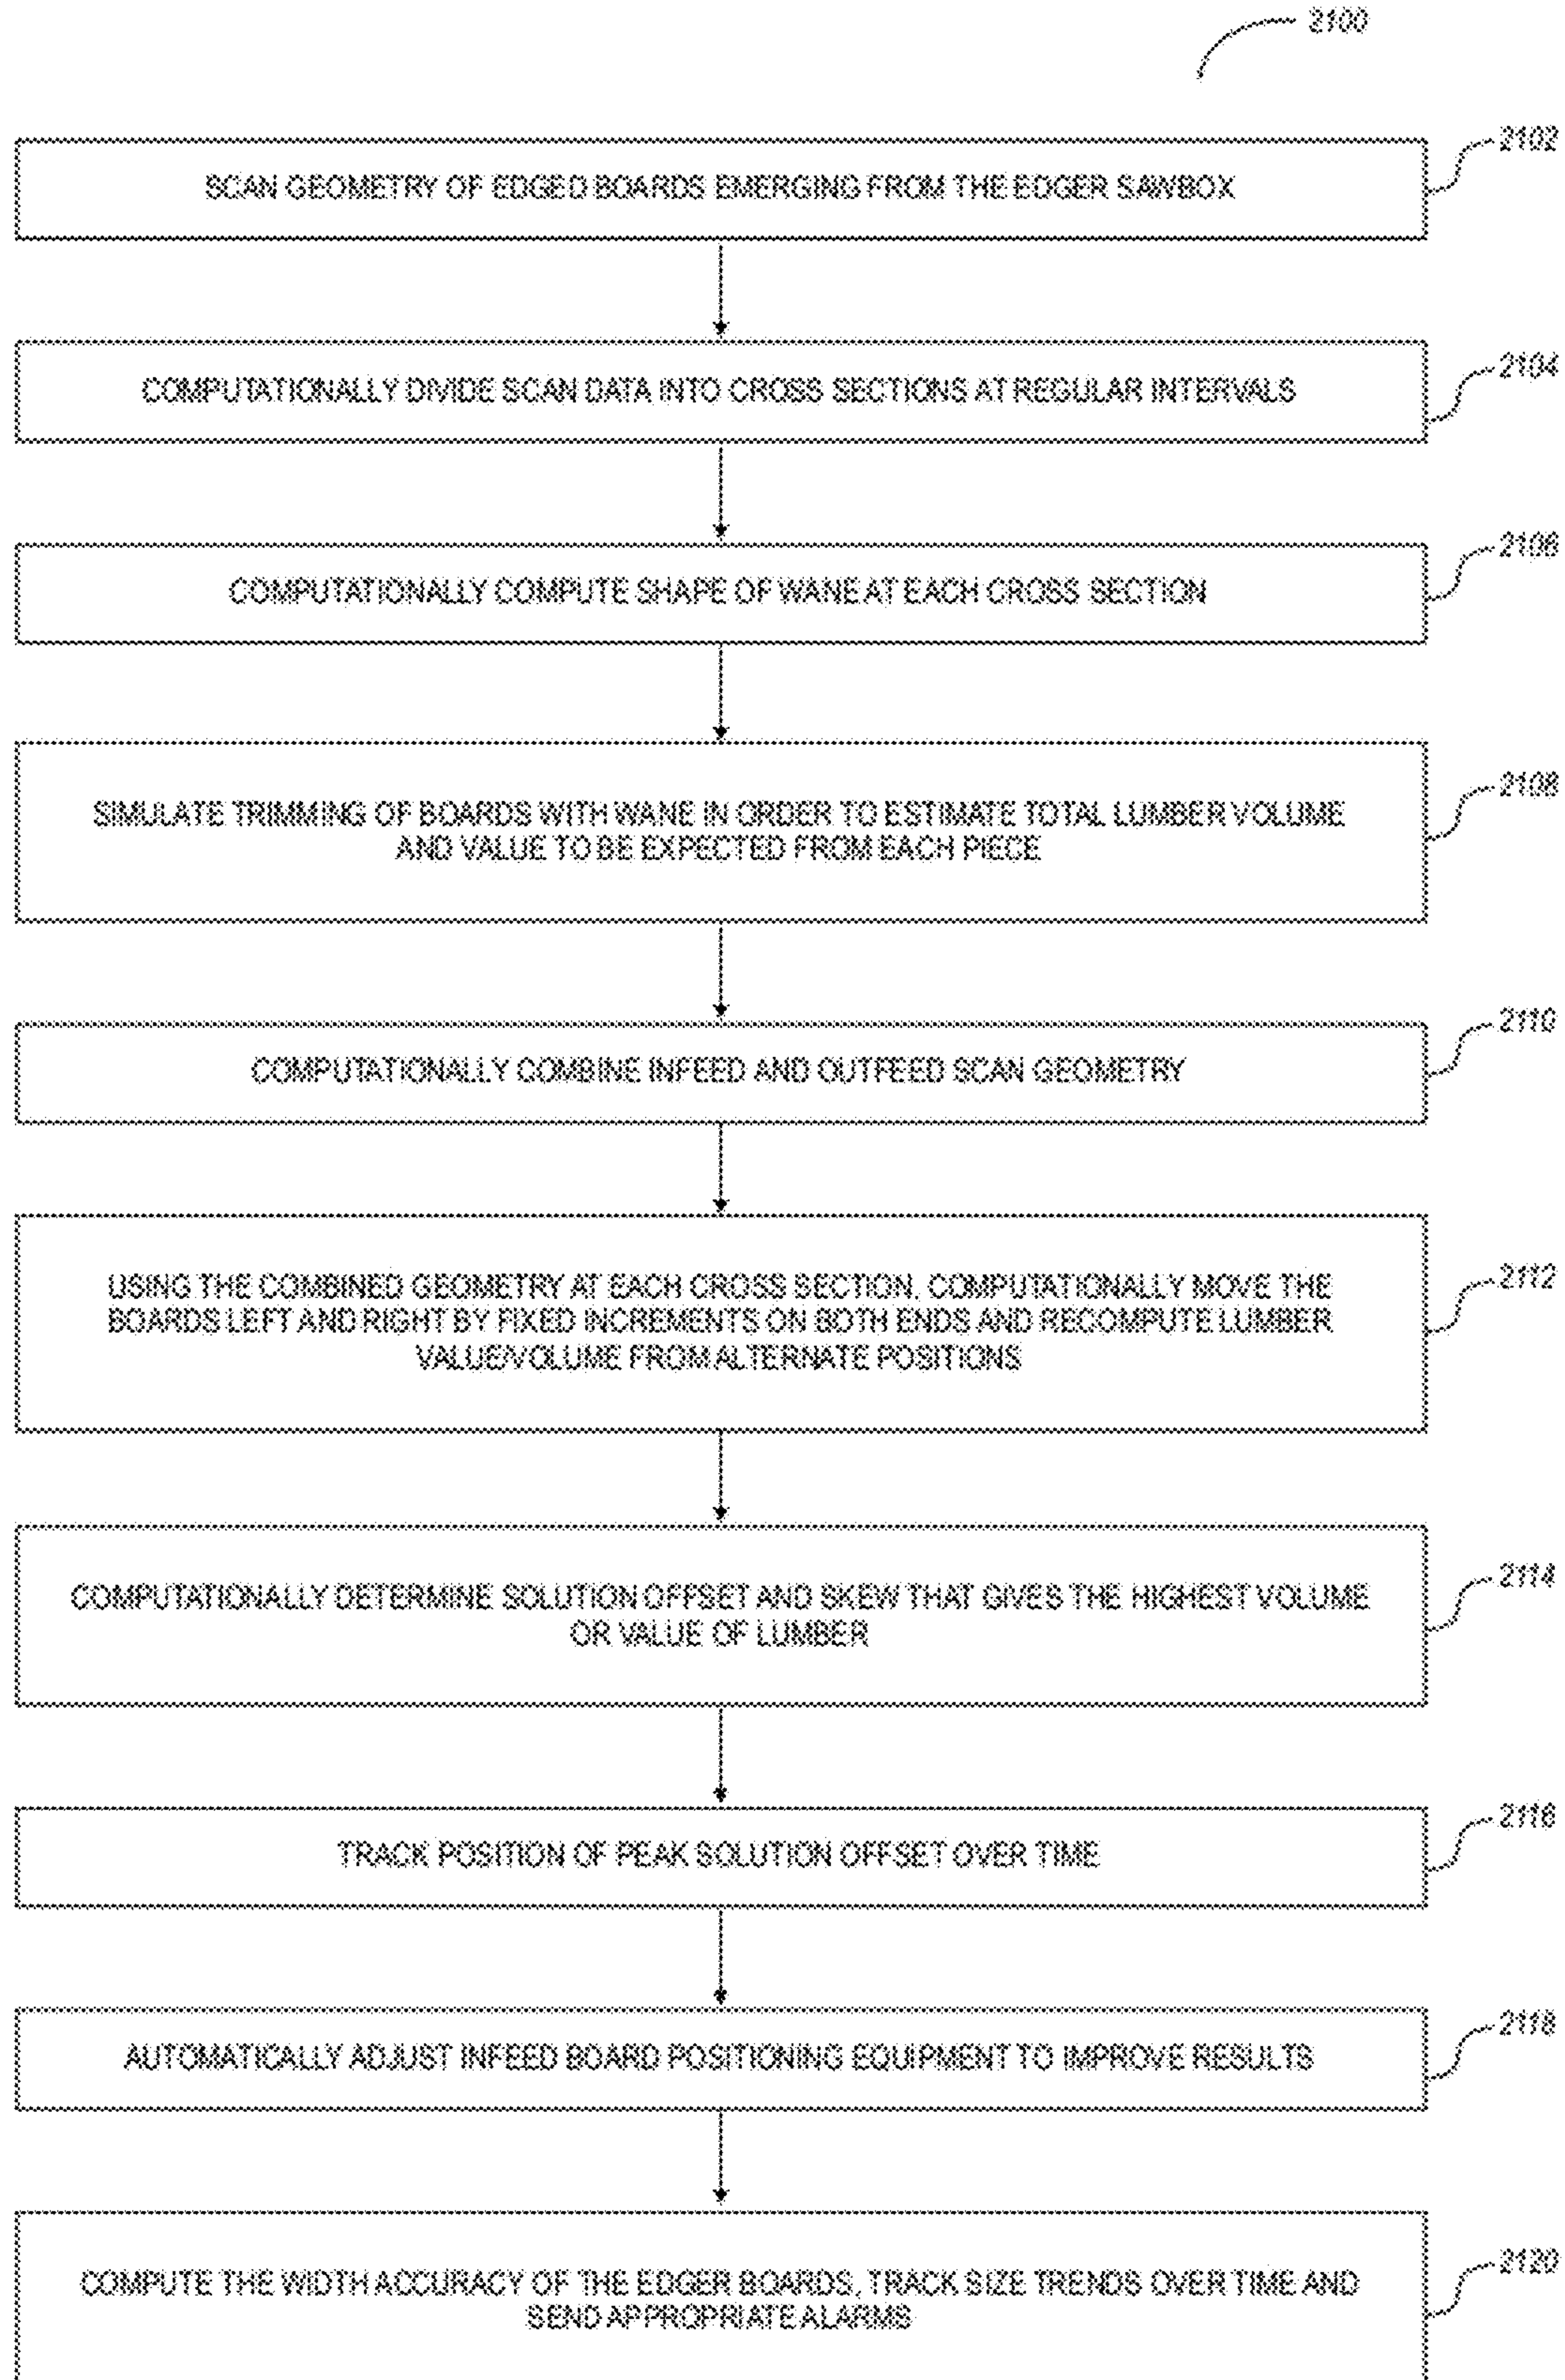 2100
SCAN GEOMETRY OF EDGED BOARDS EMERGING FROM THE EDGER SAWBOX
2102
COMPUTATIONALLY DIVIDE SCAN DATA INTO CROSS SECTIONS AT REGULAR INTERVALS
2104
COMPUTATIONALLY COMPUTE SHAPE OF WANE AT EACH CROSS SECTION
2106
SIMULATE TRIMMING OF BOARDS WITH WANE IN ORDER TO ESTIMATE TOTAL LUMBER VOLUME
AND VALUE TO BE EXPECTED FROM EACH PIECE
2108
COMPUTATIONALLY COMBINE INFEED AND OUTFEED SCAN GEOMETRY
2110
USING THE COMBINED GEOMETRY AT EACH CROSS SECTION, COMPUTATIONALLY MOVE THE
BOARDS LEFT AND RIGHT BY FIXED INCREMENTS ON BOTH ENDS AND RECOMPUTE LUMBER
VALUE/VOLUME FROM ALTERNATE POSITIONS
2112
COMPUTATIONALLY DETERMINE SOLUTION OFFSET AND SKEW THAT GIVES THE HIGHEST VOLUME
OR VALUE OF LUMBER
2114
TRACK POSITION OF PEAK SOLUTION OFFSET OVER TIME
2116
AUTOMATICALLY ADJUST INFEED BOARD POSITIONING EQUIPMENT TO IMPROVE RESULTS
2118
COMPUTE THE WIDTH ACCURACY OF THE EDGER BOARDS, TRACK SIZE TRENDS OVER TIME AND
SEND APPROPRIATE ALARMS
2120